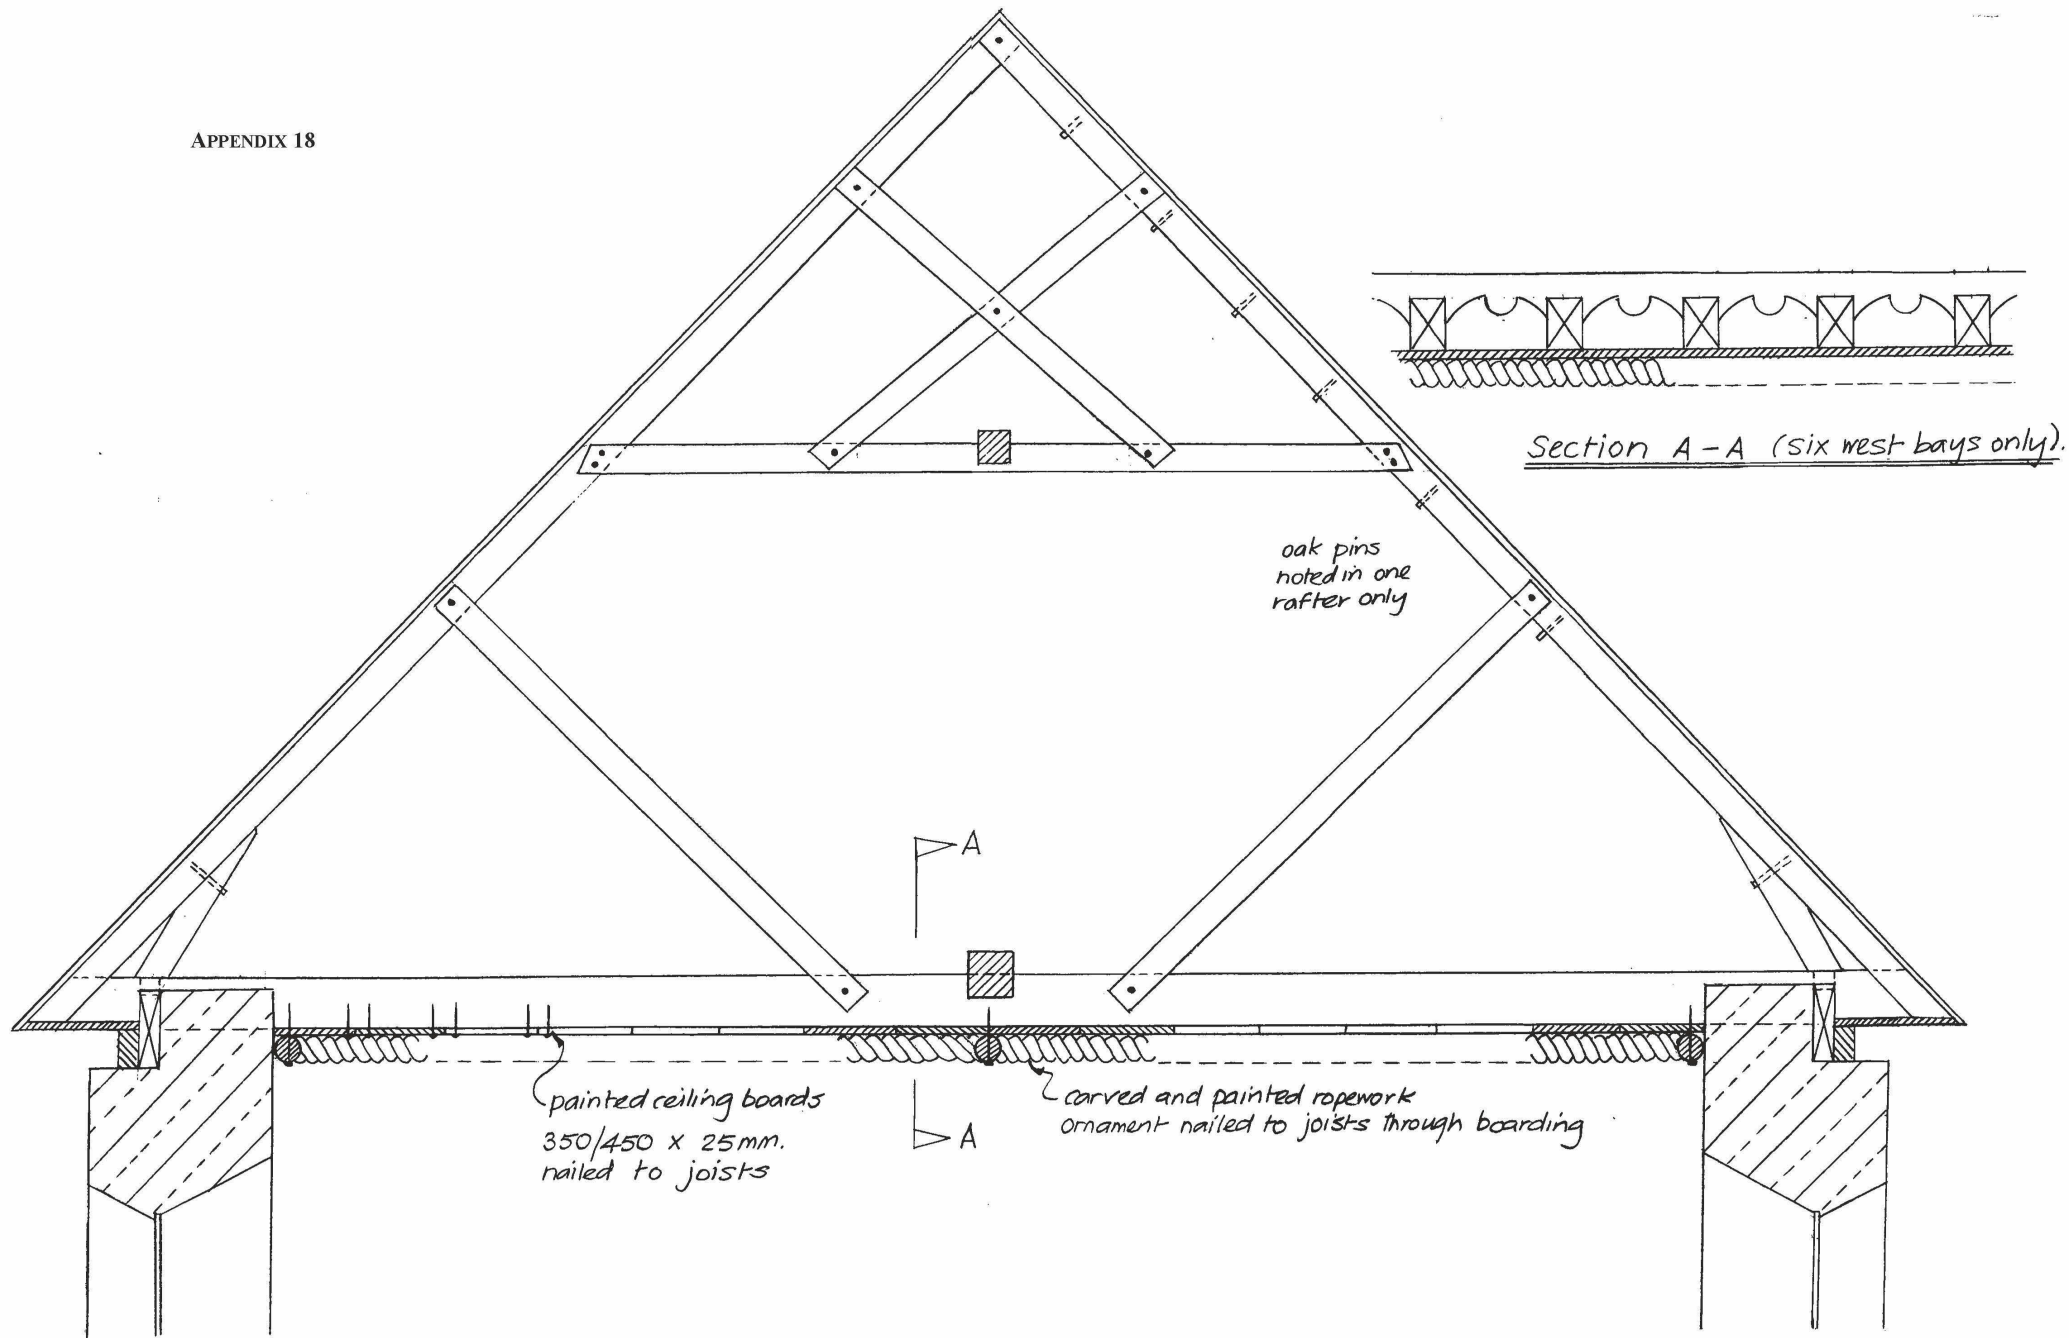 APPENDIX 18
Section A-A (six west bays only).
oak pins
noted in one
rafter only
A
A
painted ceiling boards
350/450 x 25mm.
nailed to joists
carved and painted ropework
ornament nailed to joists through boarding